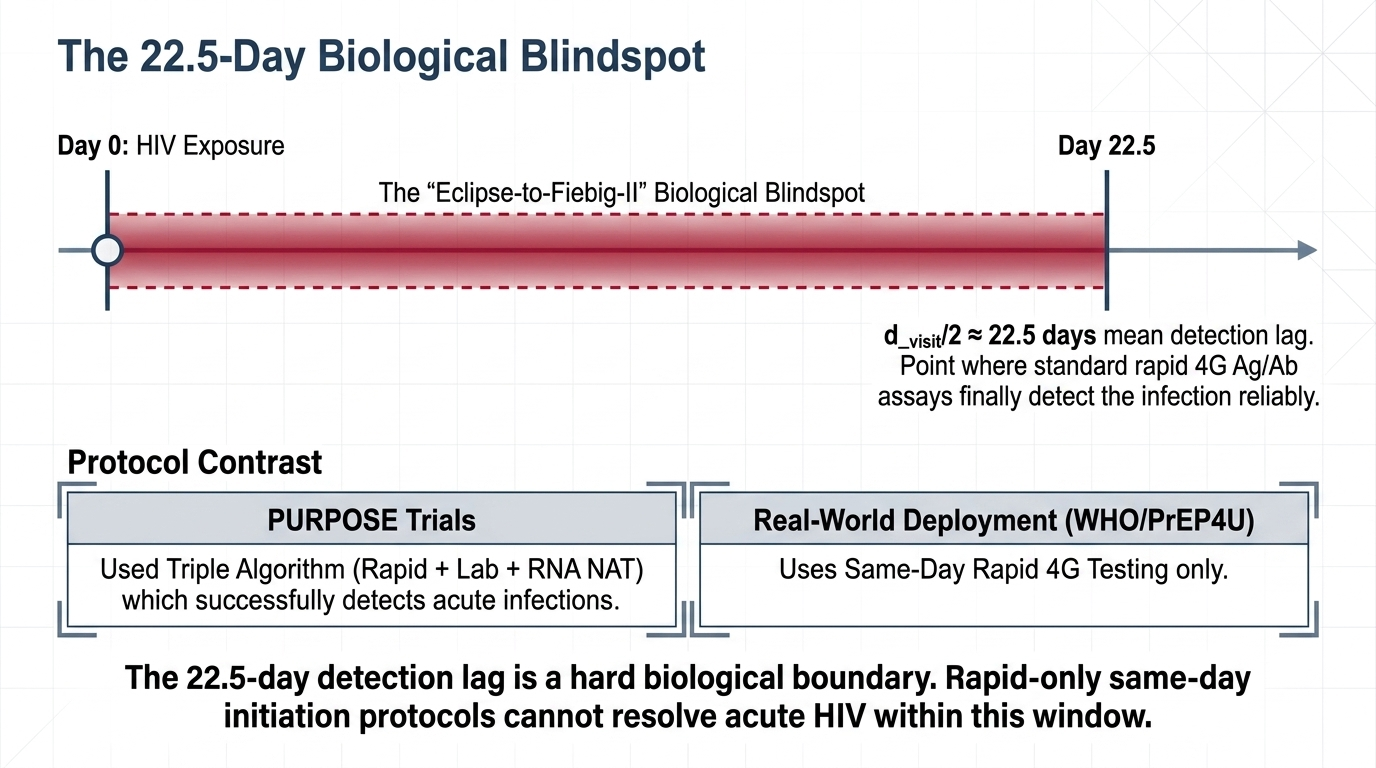 The 22.5-Day Biological Blindspot
Day 0: HIV Exposure
Day 22.5
The “Eclipse-to-Fiebig-II” Biological Blindspot
d_visit/2 ≈ 22.5 days mean detection lag.
Point where standard rapid 4G Ag/Ab
assays finally detect the infection reliably.
Protocol Contrast
PURPOSE Trials
Used Triple Algorithm (Rapid + Lab + RNA NAT)
which successfully detects acute infections.
Real-World Deployment (WHO/PrEP4U)
Uses Same-Day Rapid 4G Testing only.
The 22.5-day detection lag is a hard biological boundary. Rapid-only same-day
initiation protocols cannot resolve acute HIV within this window.